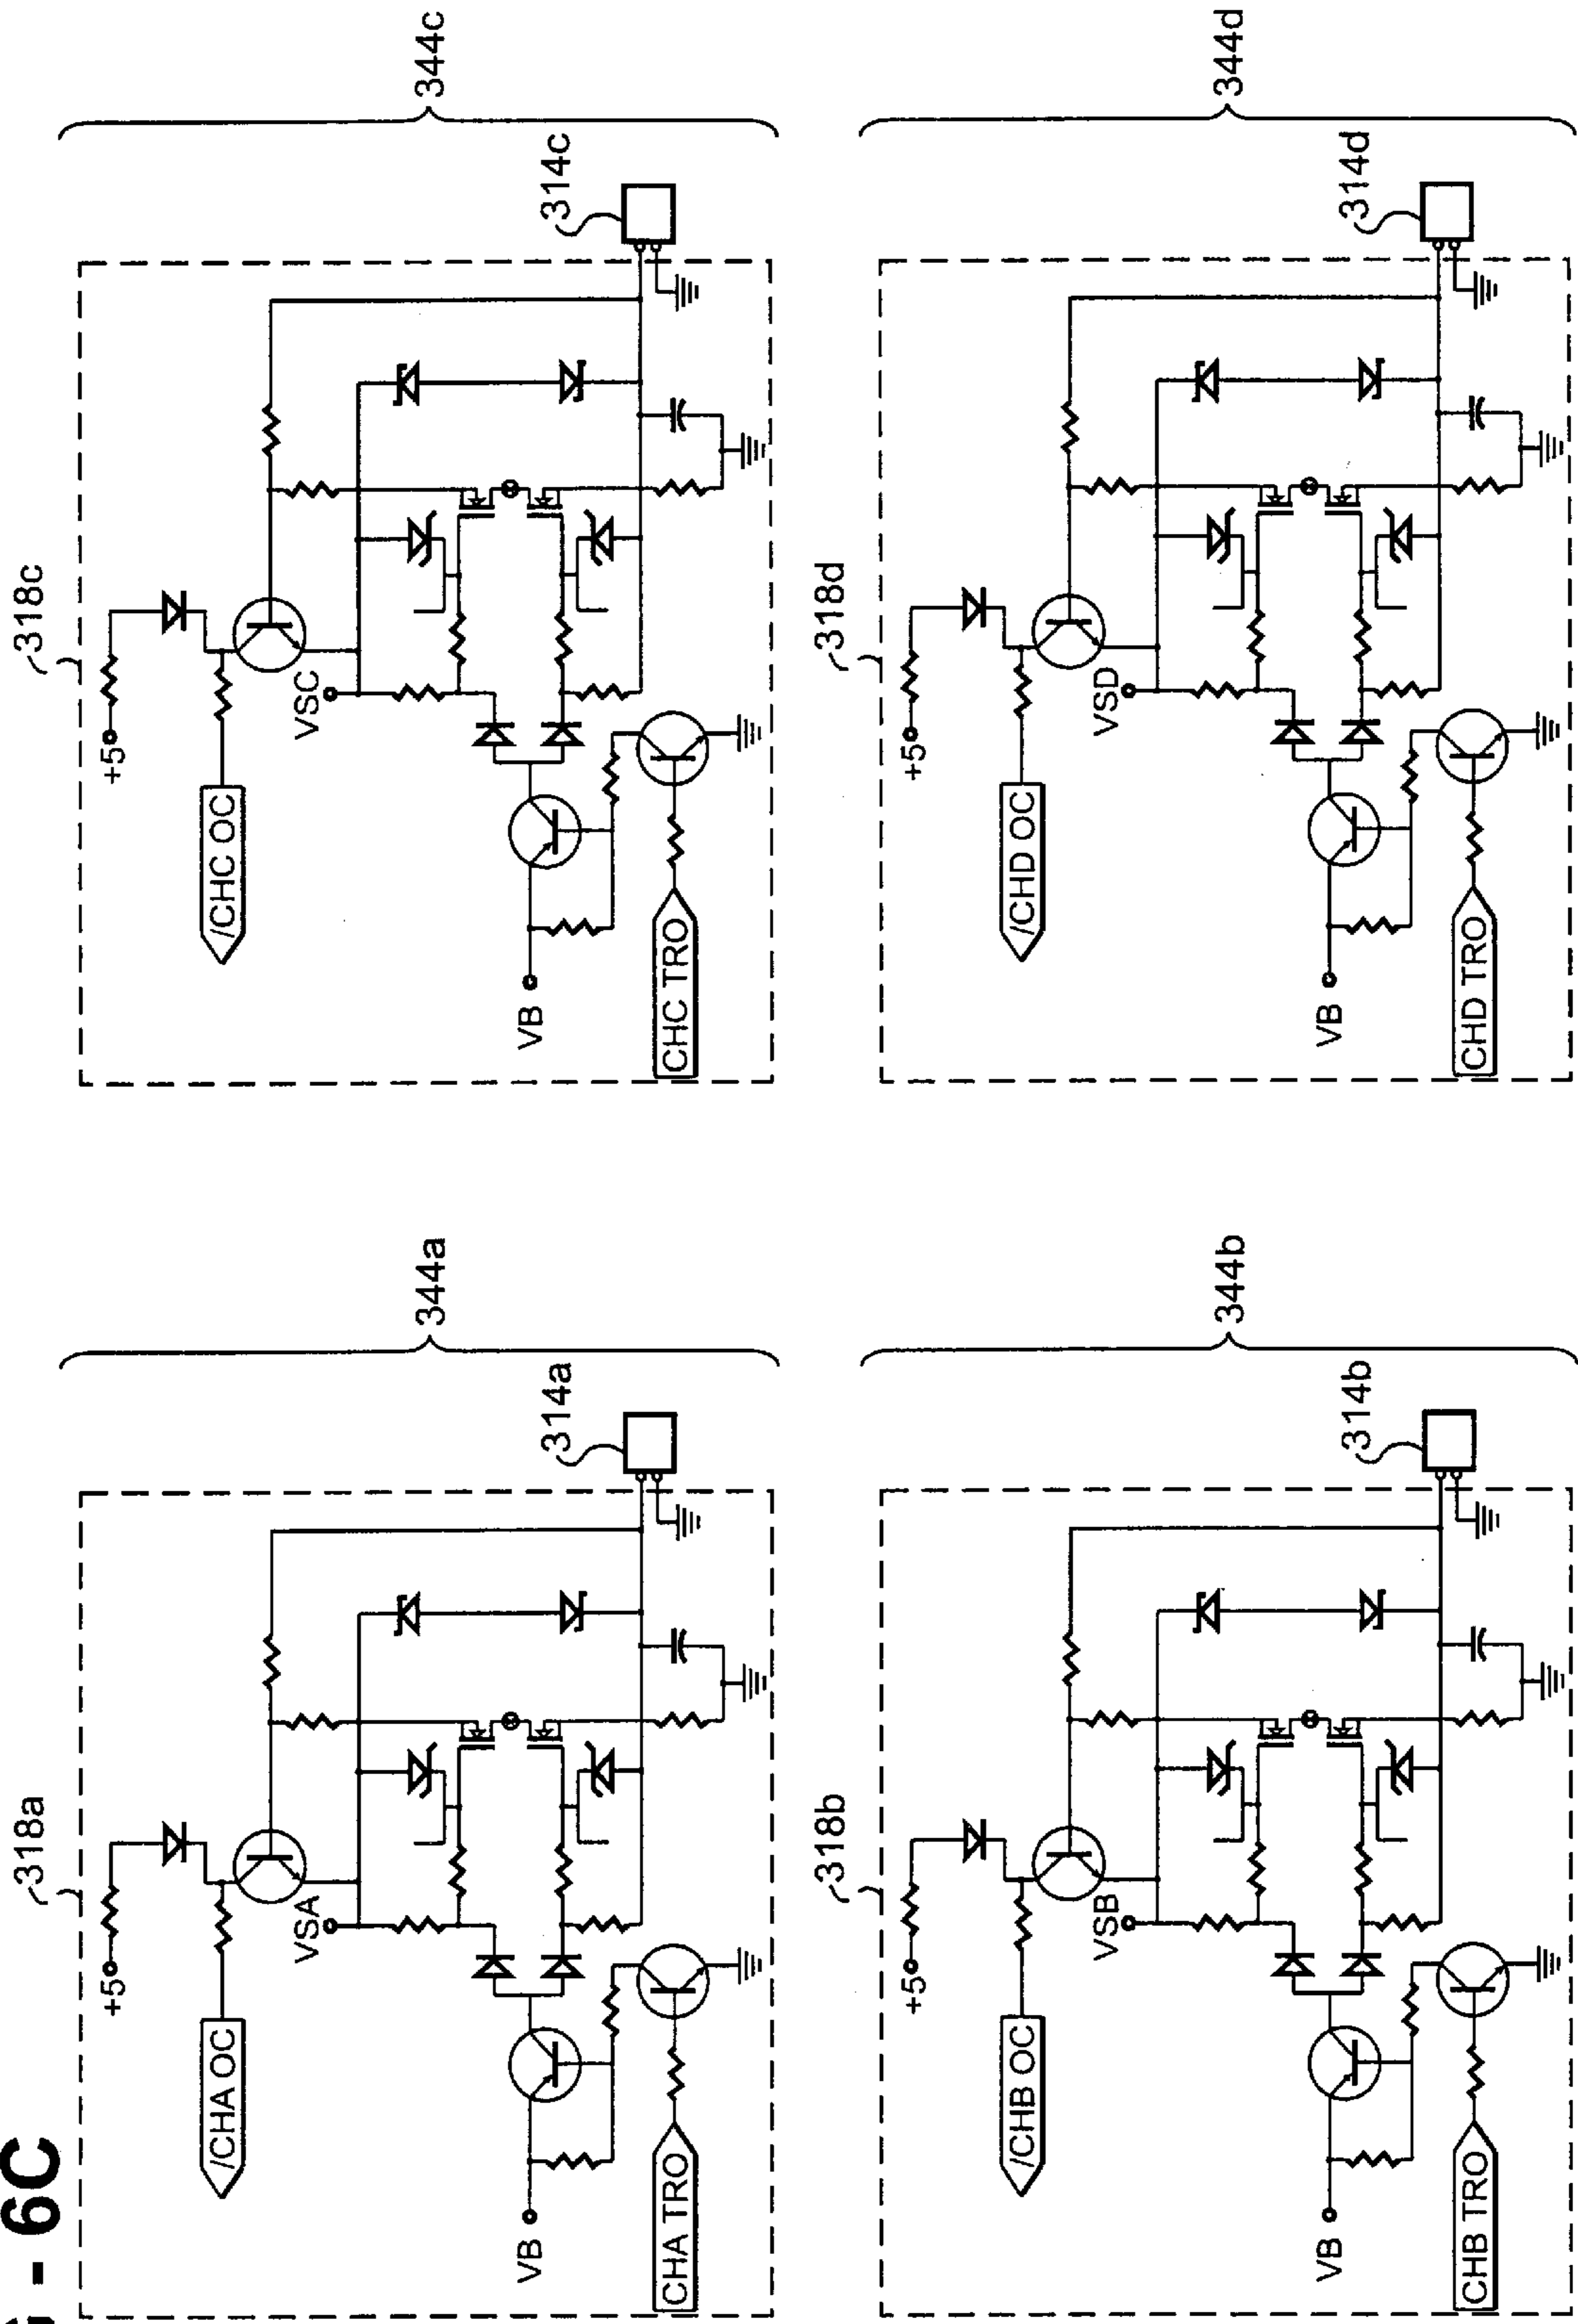 - 6C
318a
+5
/CHA OC
VSA
VB
CHA TRO
314a
344a
318b
+5
/CHB OC
VSB
VB
CHB TRO
314b
344b
318c
+5
/CHC OC
VSC
VB
CHC TRO
314c
344c
318d
+5
/CHD OC
VSD
VB
CHD TRO
314d
344d